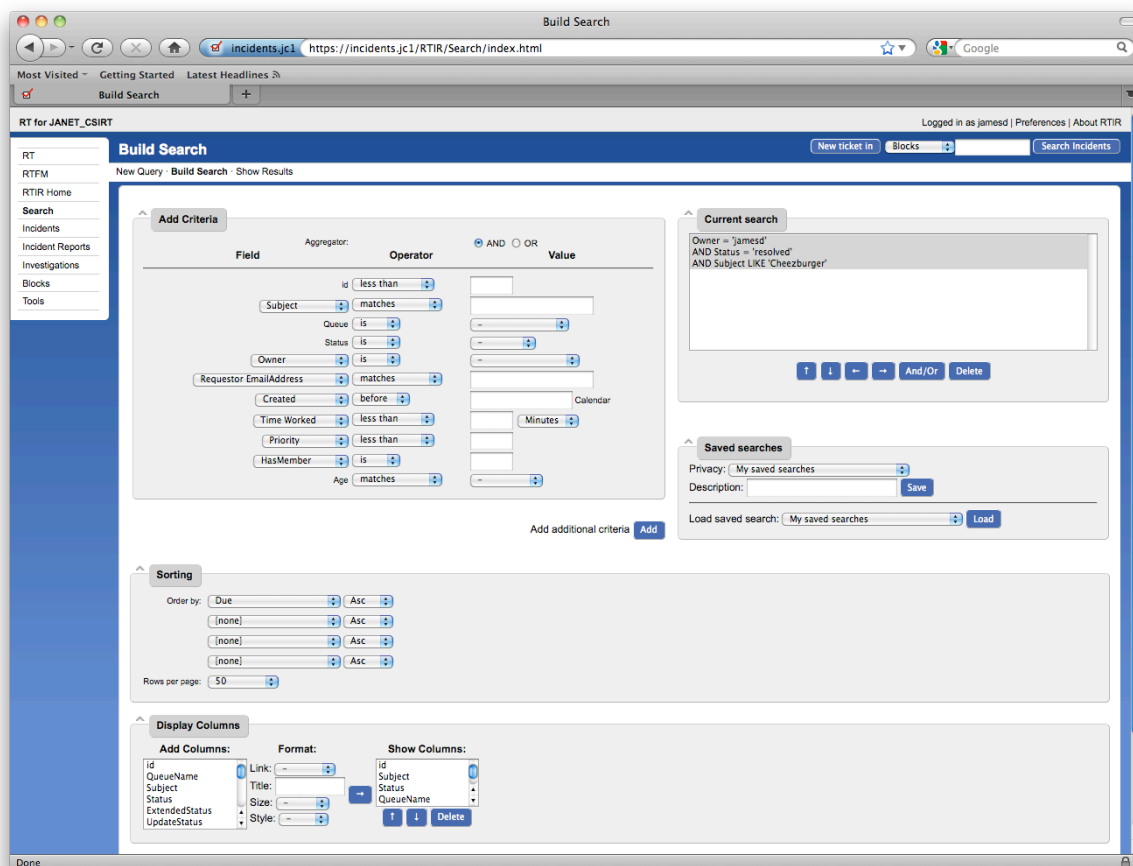 Build Search
incidents.jc1 https://incidents.jc1/RTIR/Search/index.html Google
Most Visited Getting Started Latest Headlines
Build Search +
RT for JANET_CSIRT Logged in as jamesd | Preferences | About RTIR
RT
RTFM
RTIR Home
Search
Incidents
Incident Reports
Investigations
Blocks
Tools
Build Search New ticket in Blocks Search Incidents
New Query · Build Search · Show Results
Add Criteria
Aggregator: AND OR
Field Operator Value
id less than
Subject matches
Queue is -
Status is -
Owner is -
Requestor EmailAddress matches
Created before Calendar
Time Worked less than Minutes
Priority less than
HasMember is
Age matches -
Add additional criteria Add
Current search
Owner = 'jamesd'
AND Status = 'resolved'
AND Subject LIKE 'Cheezburger'
↑ ↓ ← → And/Or Delete
Saved searches
Privacy: My saved searches
Description: Save
Load saved search: My saved searches Load
Sorting
Order by: Due Asc
[none] Asc
[none] Asc
[none] Asc
Rows per page: 50
Display Columns
Add Columns: Format: Show Columns:
id
QueueName
Subject
Status
ExtendedStatus
UpdateStatus
Link: -
Title:
Size: -
Style: -
→
id
Subject
Status
QueueName
↑ ↓ Delete
Done